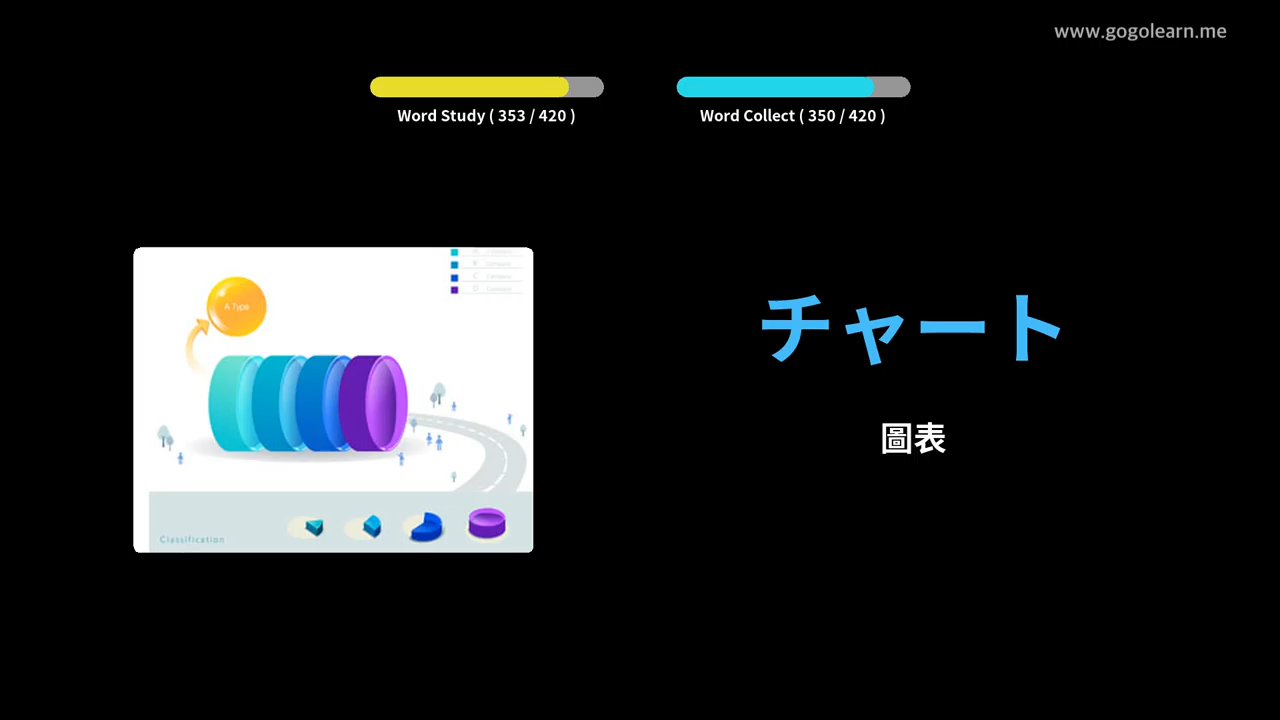 www.gogolearn.me
Word Study ( 353 / 420 )
Word Collect ( 350 / 420 )
A Type
B
C
D
チャート
圖表
Classification